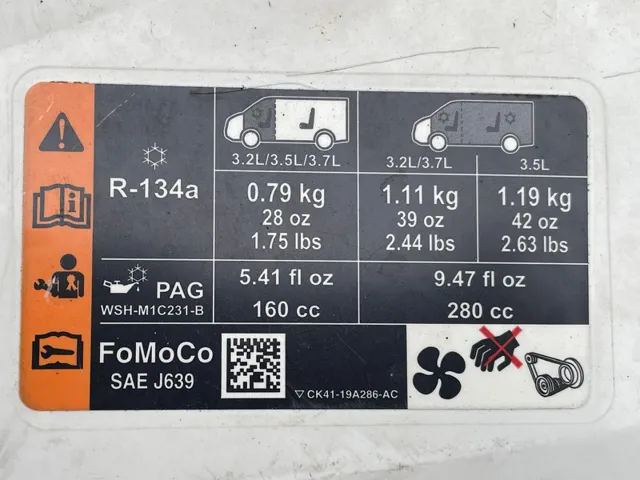 3.2L/3.5L/3.7L
3.2L/3.7L
3.5L
R-134a
0.79 kg
28 oz
1.75 lbs
1.11 kg
39 oz
2.44 lbs
1.19 kg
42 oz
2.63 lbs
PAG
WSH-M1C231-B
5.41 fl oz
160 cc
9.47 fl oz
280 cc
FoMoCo
SAE J639
CK41-19A286-AC